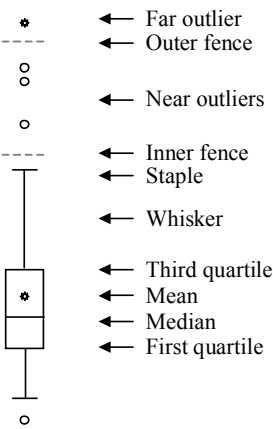 Far outlier
Outer fence
Near outliers
Inner fence
Staple
Whisker
Third quartile
Mean
Median
First quartile